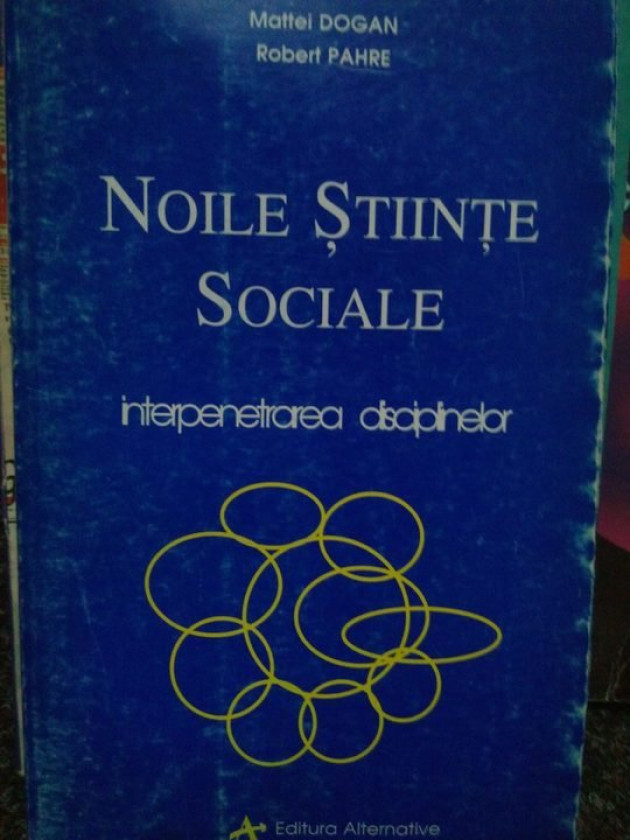 Mattei DOGAN
Robert PAHRE
NOILE ȘTIINȚE
SOCIALE
interpenetrarea disciplinelor
Editura Alternative